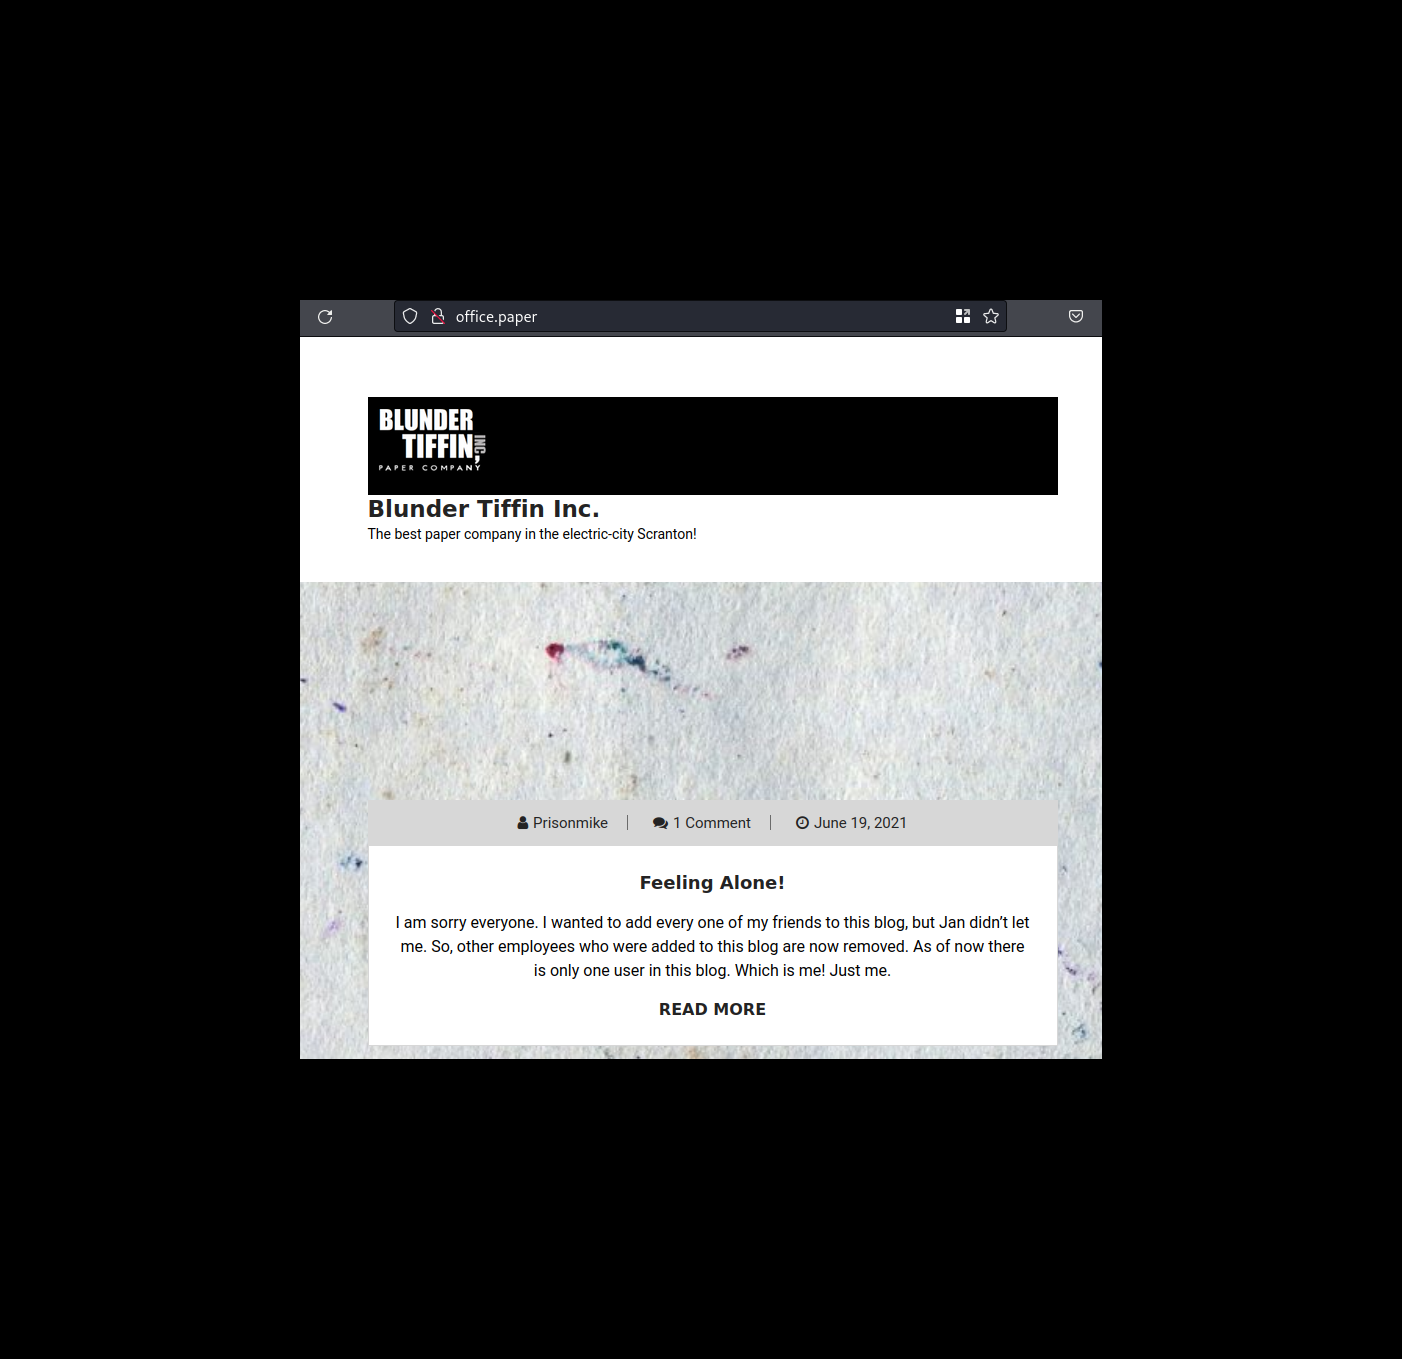 office.paper
BLUNDER
TIFFIN, INC
PAPER COMPANY
Blunder Tiffin Inc.
The best paper company in the electric-city Scranton!
Prisonmike 1 Comment June 19, 2021
Feeling Alone!
I am sorry everyone. I wanted to add every one of my friends to this blog, but Jan didn’t let
me. So, other employees who were added to this blog are now removed. As of now there
is only one user in this blog. Which is me! Just me.
READ MORE